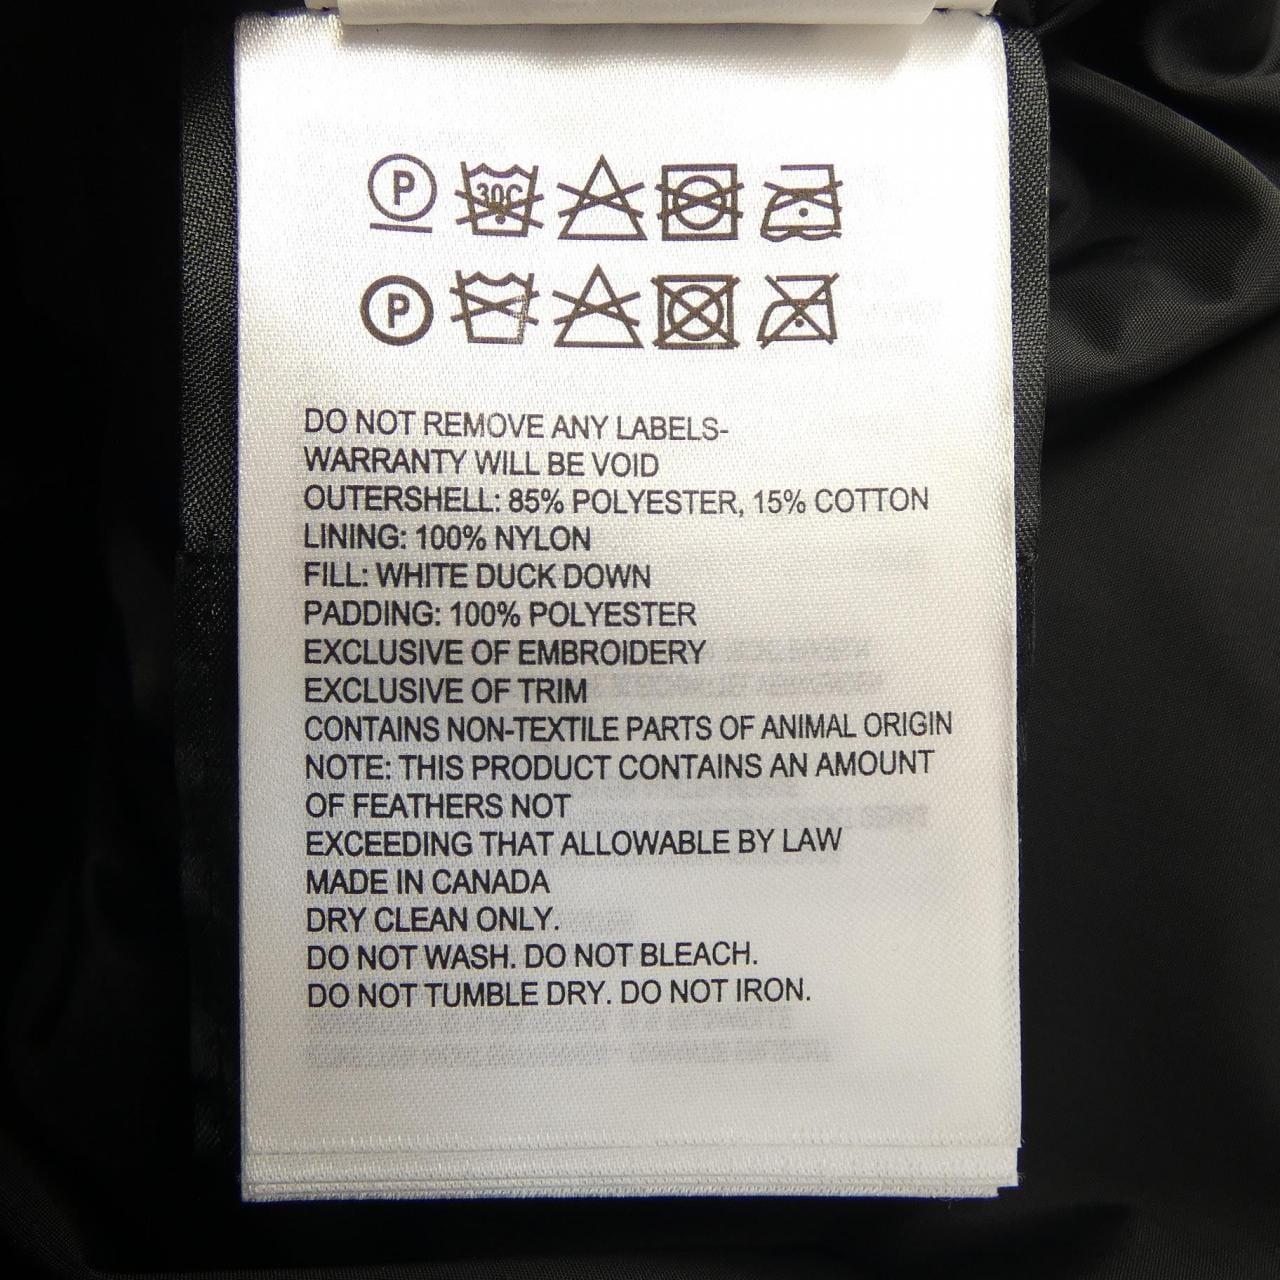 P 30C
P
DO NOT REMOVE ANY LABELS-
WARRANTY WILL BE VOID
OUTERSHELL: 85% POLYESTER, 15% COTTON
LINING: 100% NYLON
FILL: WHITE DUCK DOWN
PADDING: 100% POLYESTER
EXCLUSIVE OF EMBROIDERY
EXCLUSIVE OF TRIM
CONTAINS NON-TEXTILE PARTS OF ANIMAL ORIGIN
NOTE: THIS PRODUCT CONTAINS AN AMOUNT
OF FEATHERS NOT
EXCEEDING THAT ALLOWABLE BY LAW
MADE IN CANADA
DRY CLEAN ONLY.
DO NOT WASH. DO NOT BLEACH.
DO NOT TUMBLE DRY. DO NOT IRON.